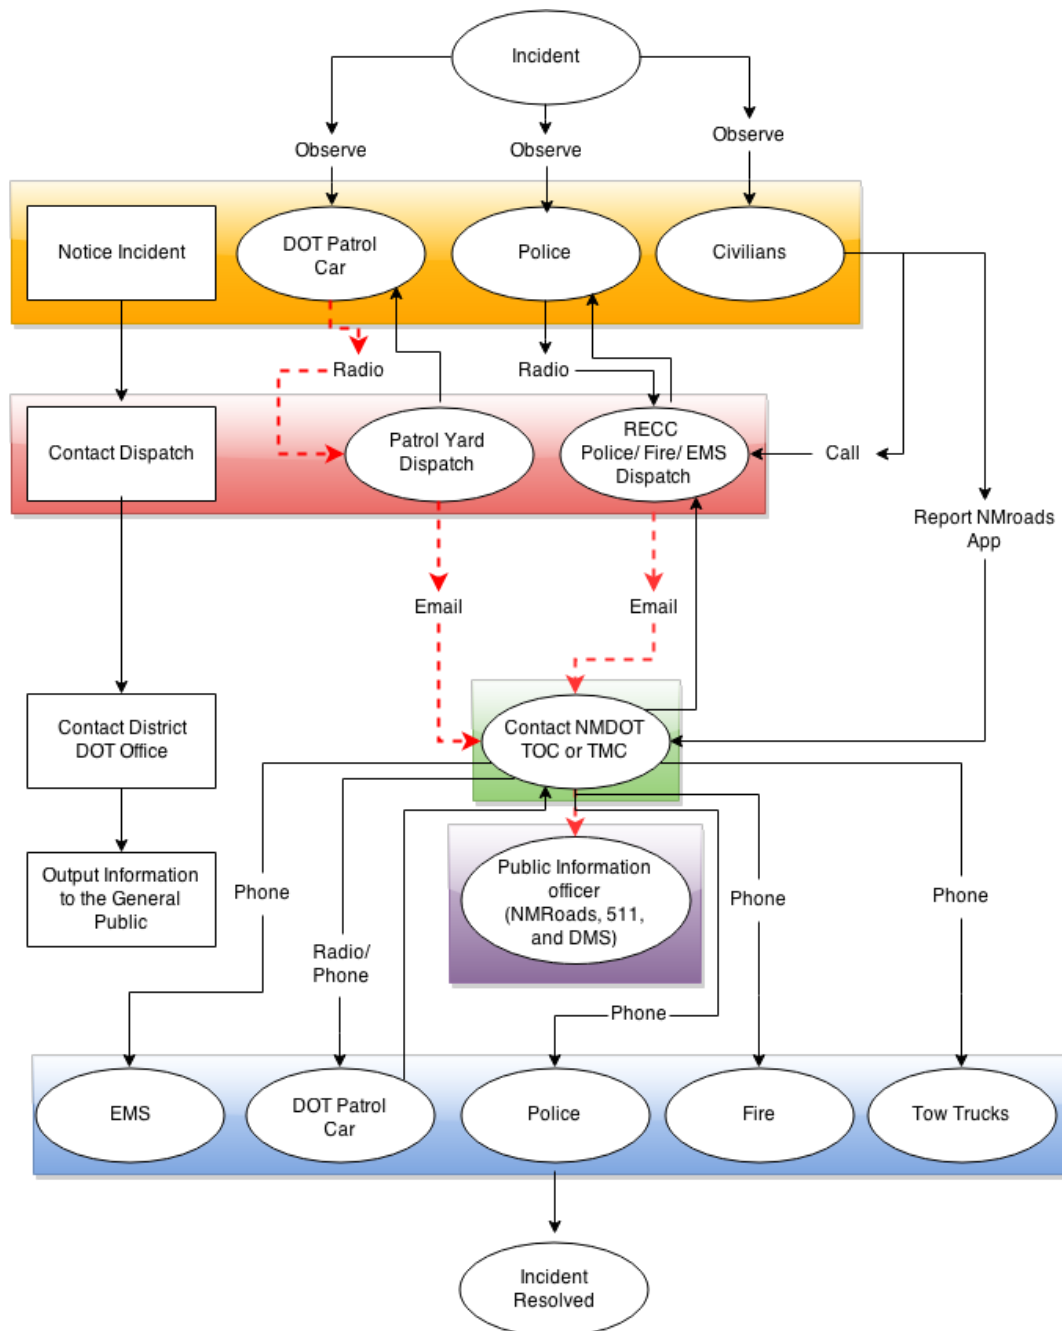 Incident
Observe
Observe
Observe
Notice Incident
DOT Patrol
Car
Police
Civilians
Radio
Radio
Contact Dispatch
Patrol Yard
Dispatch
RECC
Police/ Fire/ EMS
Dispatch
Call
Report NMroads
App
Email
Email
Contact District
DOT Office
Contact NMDOT
TOC or TMC
Output Information
to the General
Public
Public Information
officer
(NMRoads, 511,
and DMS)
Phone
Radio/
Phone
Phone
Phone
Phone
EMS
DOT Patrol
Car
Police
Fire
Tow Trucks
Incident
Resolved